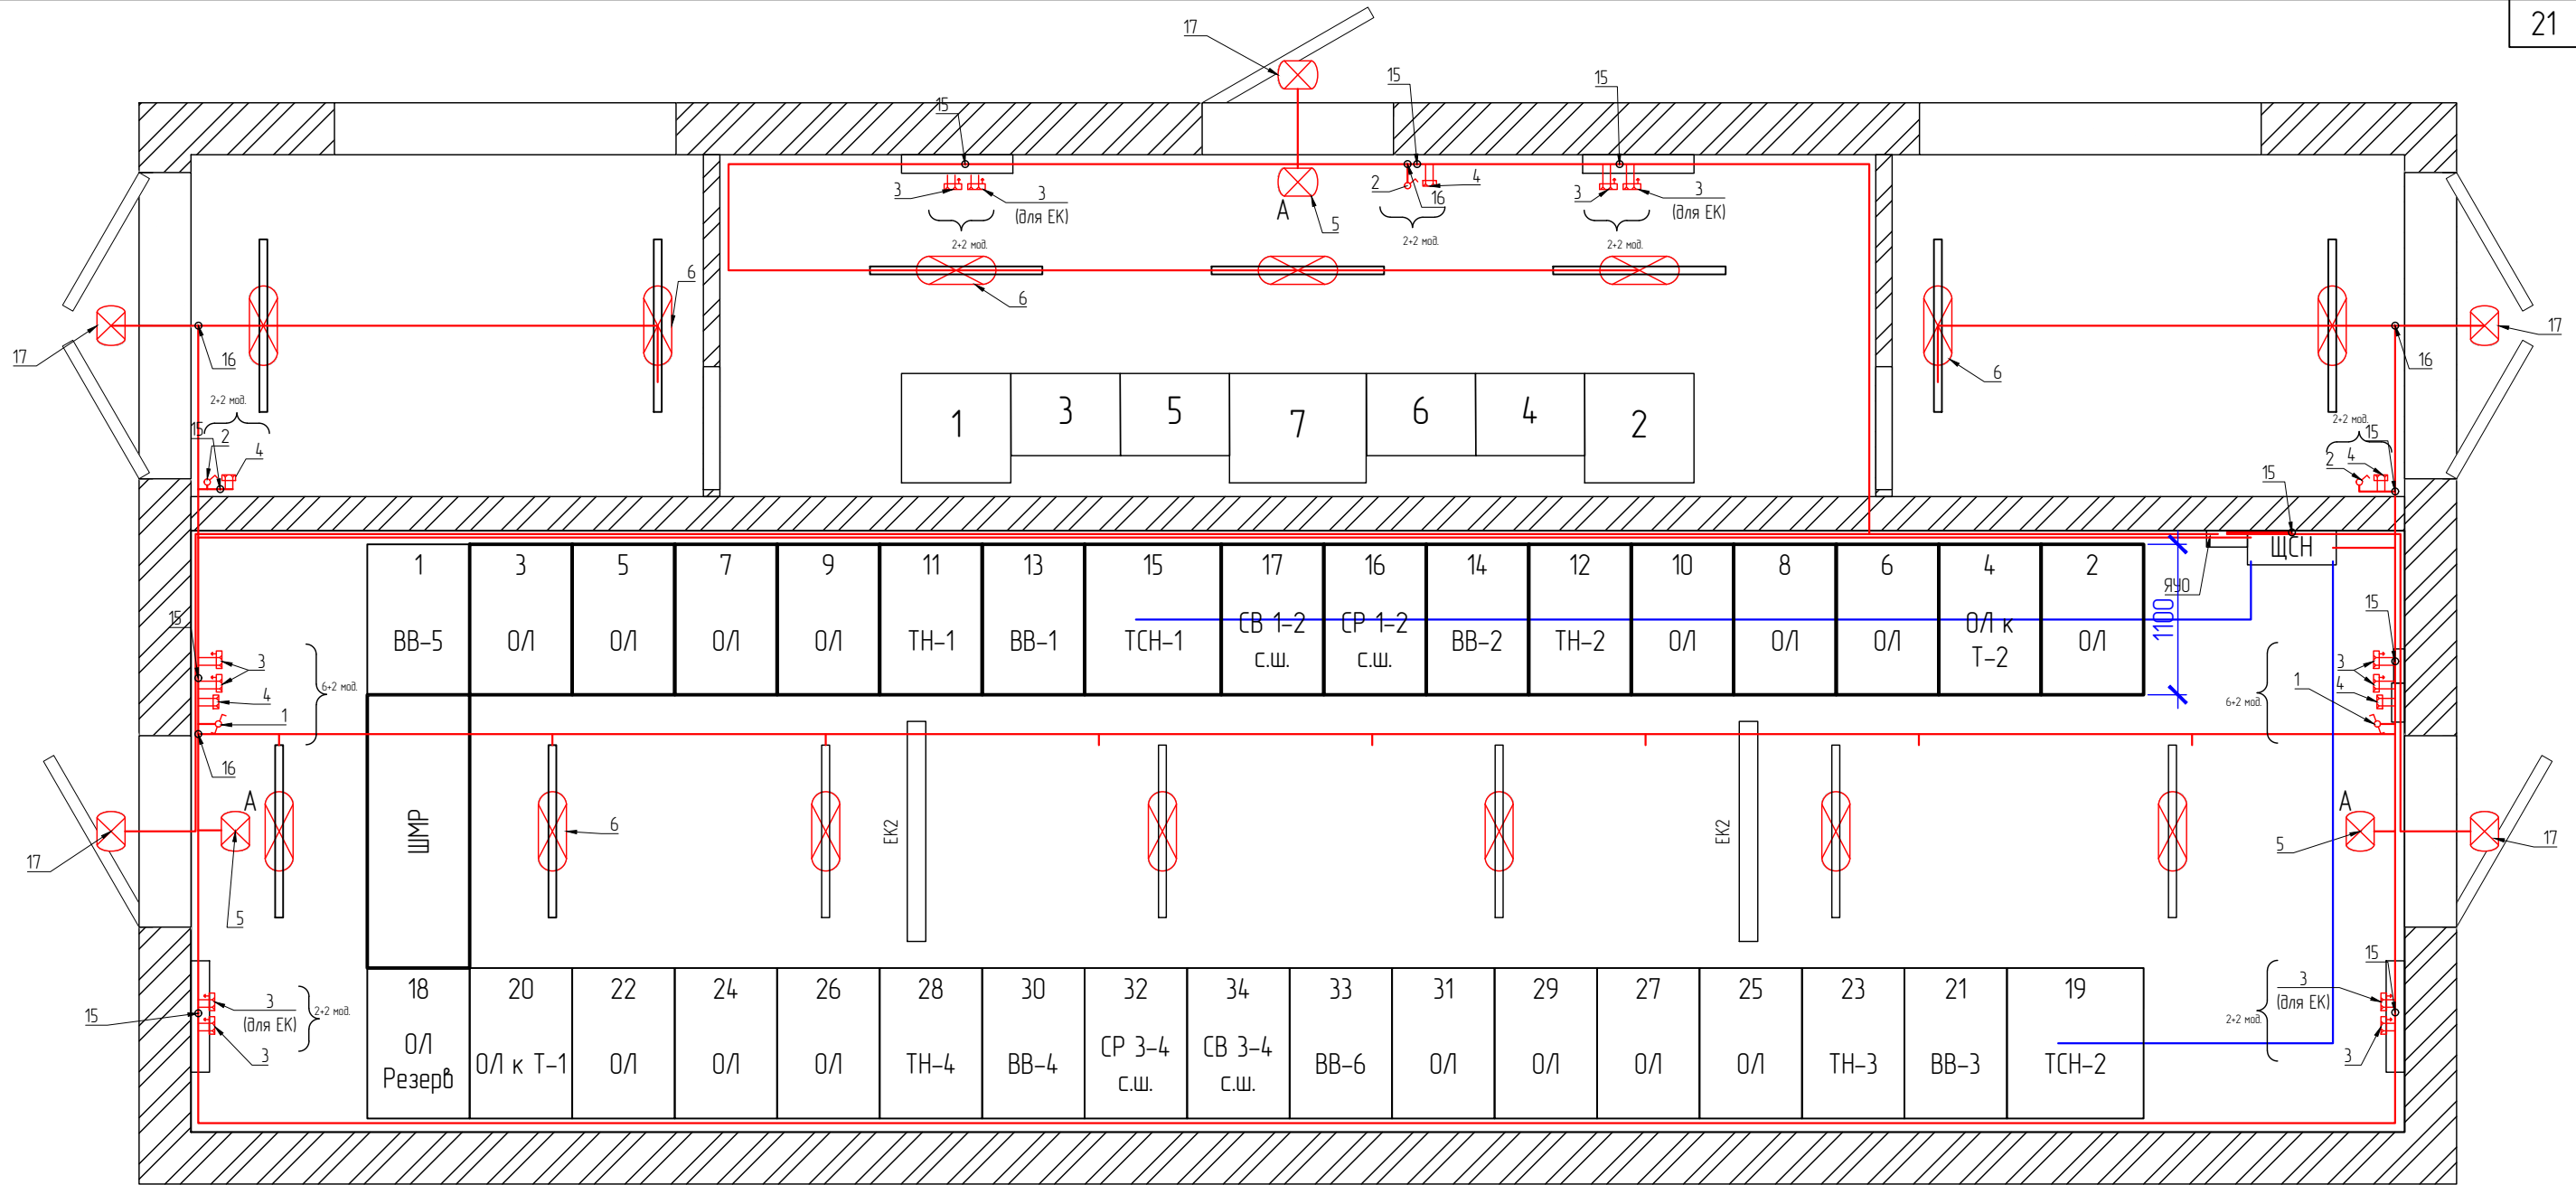 21
17
15
15
15
3
3
(для ЕК)
2+2 мод.
А
5
2
16
4
2+2 мод.
3
3
(для ЕК)
2+2 мод.
6
6
17
16
17
16
6
2+2 мод.
15
2
4
1
3
5
7
6
4
2
2+2 мод.
15
2
4
15
ЩСН
ЯУО
1100
1
3
5
7
9
11
13
15
17
16
14
12
10
8
6
4
2
ВВ-5
О/Л
О/Л
О/Л
О/Л
ТН-1
ВВ-1
ТСН-1
СВ 1-2
с.ш.
СР 1-2
с.ш.
ВВ-2
ТН-2
О/Л
О/Л
О/Л
О/Л к
Т-2
О/Л
15
3
4
1
6+2 мод.
16
15
3
4
1
6+2 мод.
А
5
17
ШМР
6
ЕК2
ЕК2
А
5
17
15
3
(для ЕК)
3
2+2 мод.
15
3
(для ЕК)
3
2+2 мод.
18
20
22
24
26
28
30
32
34
33
31
29
27
25
23
21
19
О/Л
Резерв
О/Л к Т-1
О/Л
О/Л
О/Л
ТН-4
ВВ-4
СР 3-4
с.ш.
СВ 3-4
с.ш.
ВВ-6
О/Л
О/Л
О/Л
О/Л
ТН-3
ВВ-3
ТСН-2